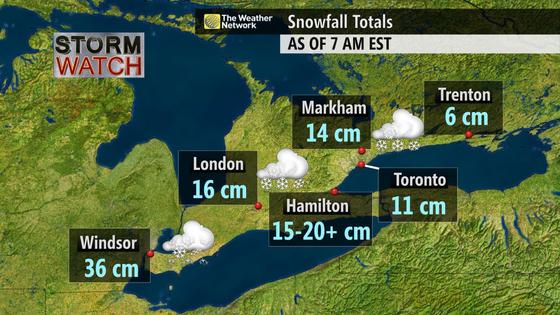 The Weather
Network
Snowfall Totals
AS OF 7 AM EST
STORM
WATCH
Markham
14 cm
Trenton
6 cm
London
16 cm
Toronto
11 cm
Hamilton
15-20+ cm
Windsor
36 cm